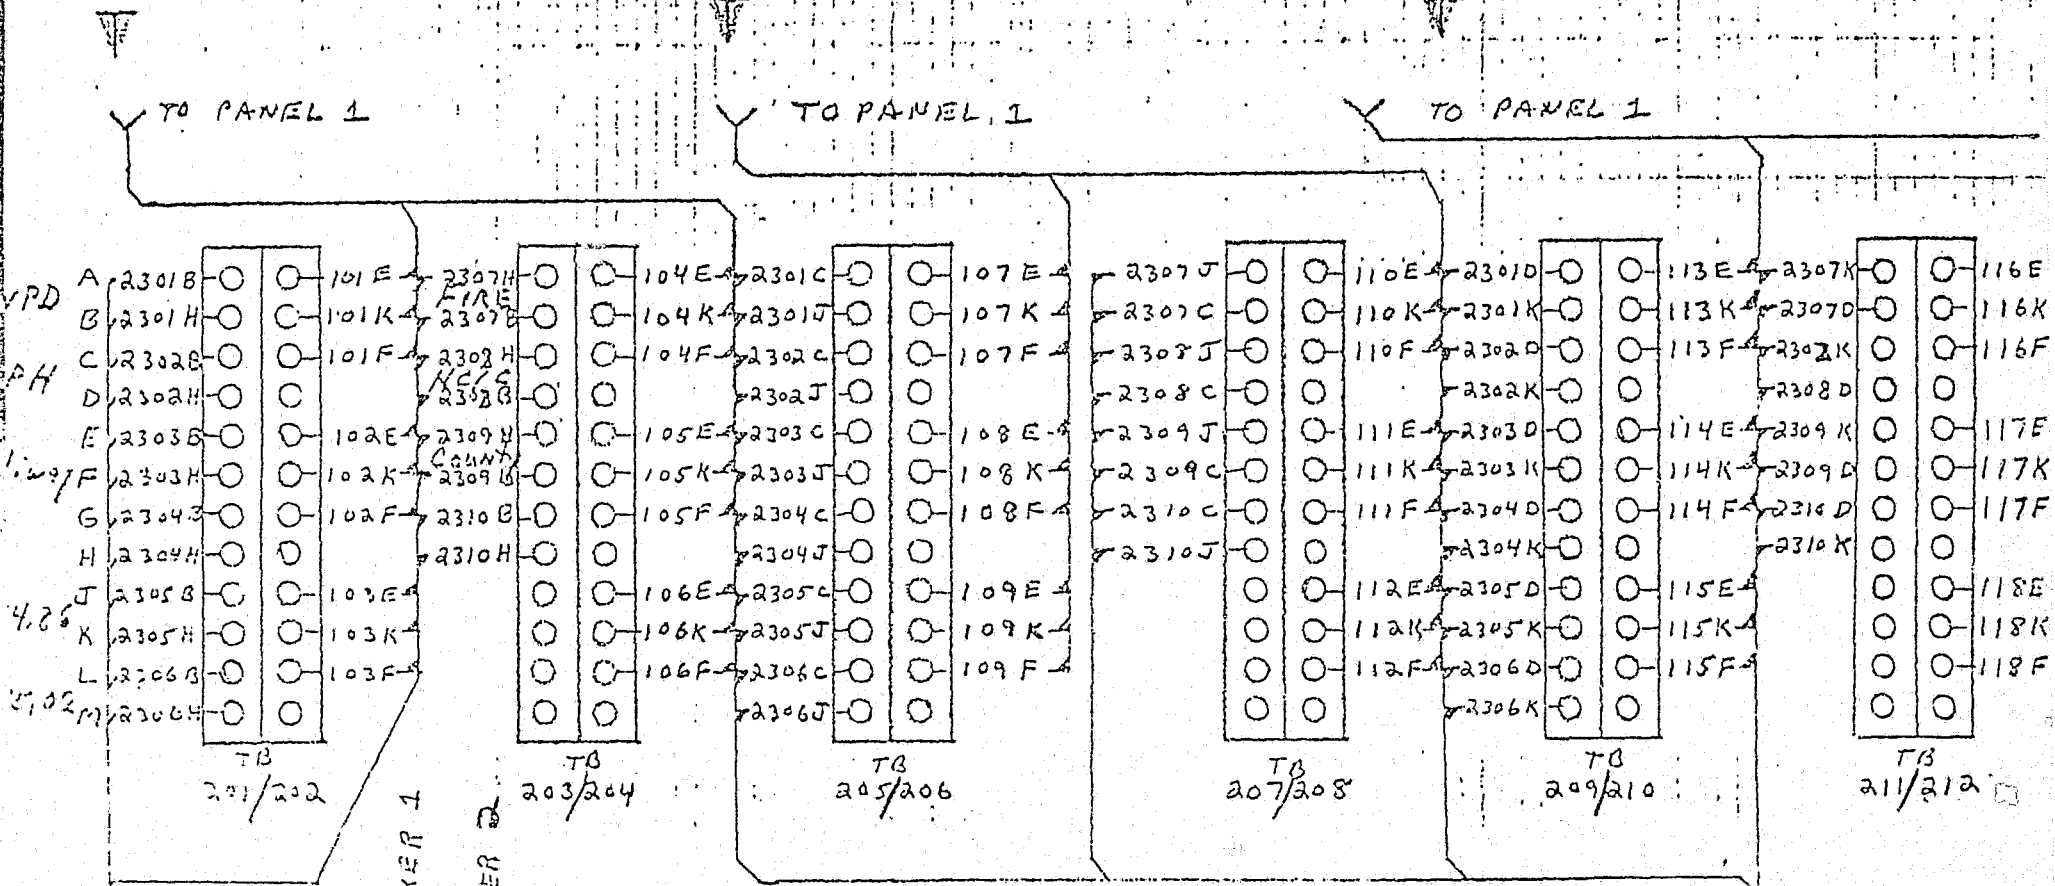 TO PANEL 1 TO PANEL 1 TO PANEL 1
A 2301B 101E 2307H 104E 2301C 107E 2307J 110E 2301D 113E 2307K 116E
FIRE
B 2301H 101K 2307B 104K 2301J 107K 2307C 110K 2301K 113K 2307D 116K
C 2302B 101F 2308H 104F 2302C 107F 2308J 110F 2302D 113F 116F
NCIC
D 2302H 2308B 2302J 2308C 2302K 2308D
E 2303B 102E 2309H 105E 2303C 108E 2309J 111E 2303D 114E 2309K 117E
COUNTY
F 2303H 102K 2309B 105K 2303J 108K 2309C 111K 2303K 114K 2309D 117K
G 2304B 102F 2310B 105F 2304C 108F 2310C 111F 2304D 114F 2310D 117F
H 2304H 2310H 2304J 2310J 2304K 2310K
J 2305B 103E 106E 2305C 109E 112E 2305D 115E 118E
K 2305H 103K 106K 2305J 109K 112K 2305K 115K 118K
L 2306B 103F 106F 2306C 109F 112F 2306D 115F 118F
M 2306H 2306J 2306K
TB TB TB TB TB TB
201/202 203/204 205/206 207/208 209/210 211/212